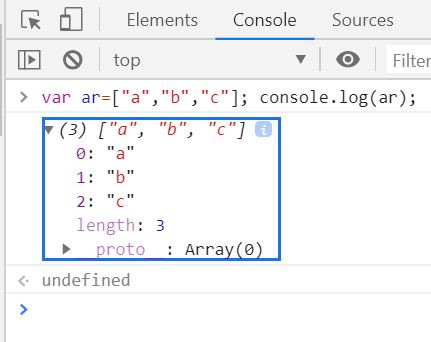 Elements Console Sources
top Filter
> var ar=["a","b","c"]; console.log(ar);
▼(3) ["a", "b", "c"] i
0: "a"
1: "b"
2: "c"
length: 3
▶ __proto__: Array(0)
undefined
>